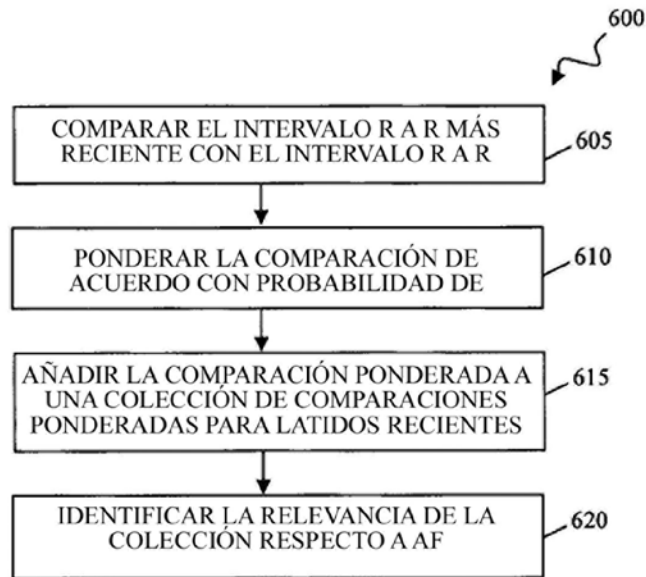 600
COMPARAR EL INTERVALO R A R MÁS
RECIENTE CON EL INTERVALO R A R
605
PONDERAR LA COMPARACIÓN DE
ACUERDO CON PROBABILIDAD DE
610
AÑADIR LA COMPARACIÓN PONDERADA A
UNA COLECCIÓN DE COMPARACIONES
PONDERADAS PARA LATIDOS RECIENTES
615
IDENTIFICAR LA RELEVANCIA DE LA
COLECCIÓN RESPECTO A AF
620